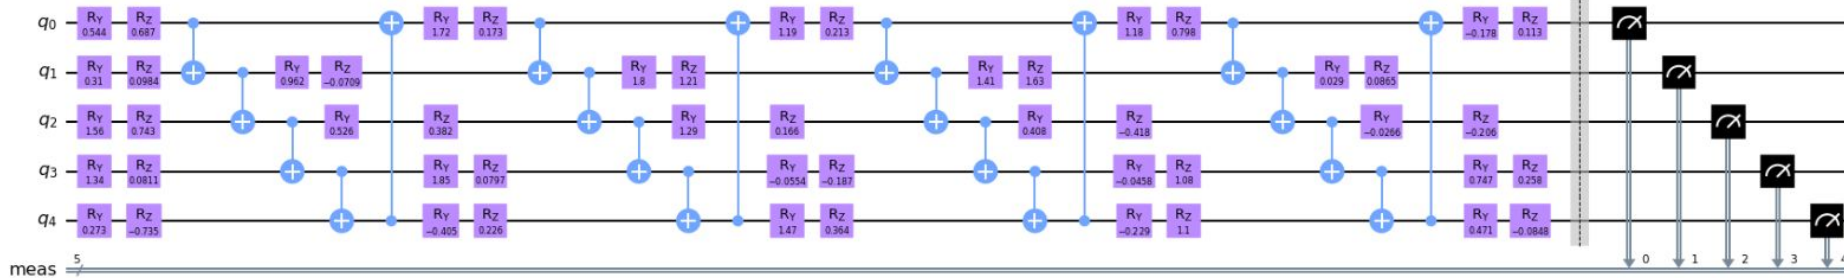 q0 RY 0.544 RZ 0.687 RY 1.72 RZ 0.173 RY 1.19 RZ 0.213 RY 1.18 RZ 0.798 RY −0.178 RZ 0.113
q1 RY 0.31 RZ 0.0984 RY 0.962 RZ −0.0709 RY 1.8 RZ 1.21 RY 1.41 RZ 1.63 RY 0.029 RZ 0.0865
q2 RY 1.56 RZ 0.743 RY 0.526 RZ 0.382 RY 1.29 RZ 0.166 RY 0.408 RZ −0.418 RY −0.0266 RZ −0.206
q3 RY 1.34 RZ 0.0811 RY 1.85 RZ 0.0797 RY −0.0554 RZ −0.187 RY −0.0458 RZ 1.08 RY 0.747 RZ 0.258
q4 RY 0.273 RZ −0.735 RY −0.405 RZ 0.226 RY 1.47 RZ 0.364 RY −0.229 RZ 1.1 RY 0.471 RZ −0.0848
meas 5 0 1 2 3